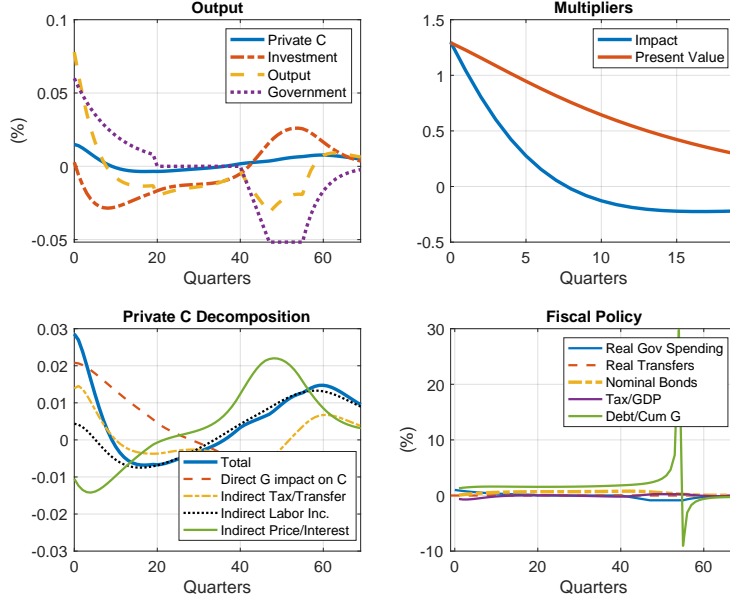 Output
0.1
0.05
0
-0.05
(%)
0 20 40 60
Quarters
Private C
Investment
Output
Government
Multipliers
1.5
1
0.5
0
-0.5
0 5 10 15
Quarters
Impact
Present Value
Private C Decomposition
0.03
0.02
0.01
0
-0.01
-0.02
-0.03
0 20 40 60
Quarters
Total
Direct G impact on C
Indirect Tax/Transfer
Indirect Labor Inc.
Indirect Price/Interest
Fiscal Policy
30
20
10
0
-10
(%)
0 20 40 60
Quarters
Real Gov Spending
Real Transfers
Nominal Bonds
Tax/GDP
Debt/Cum G